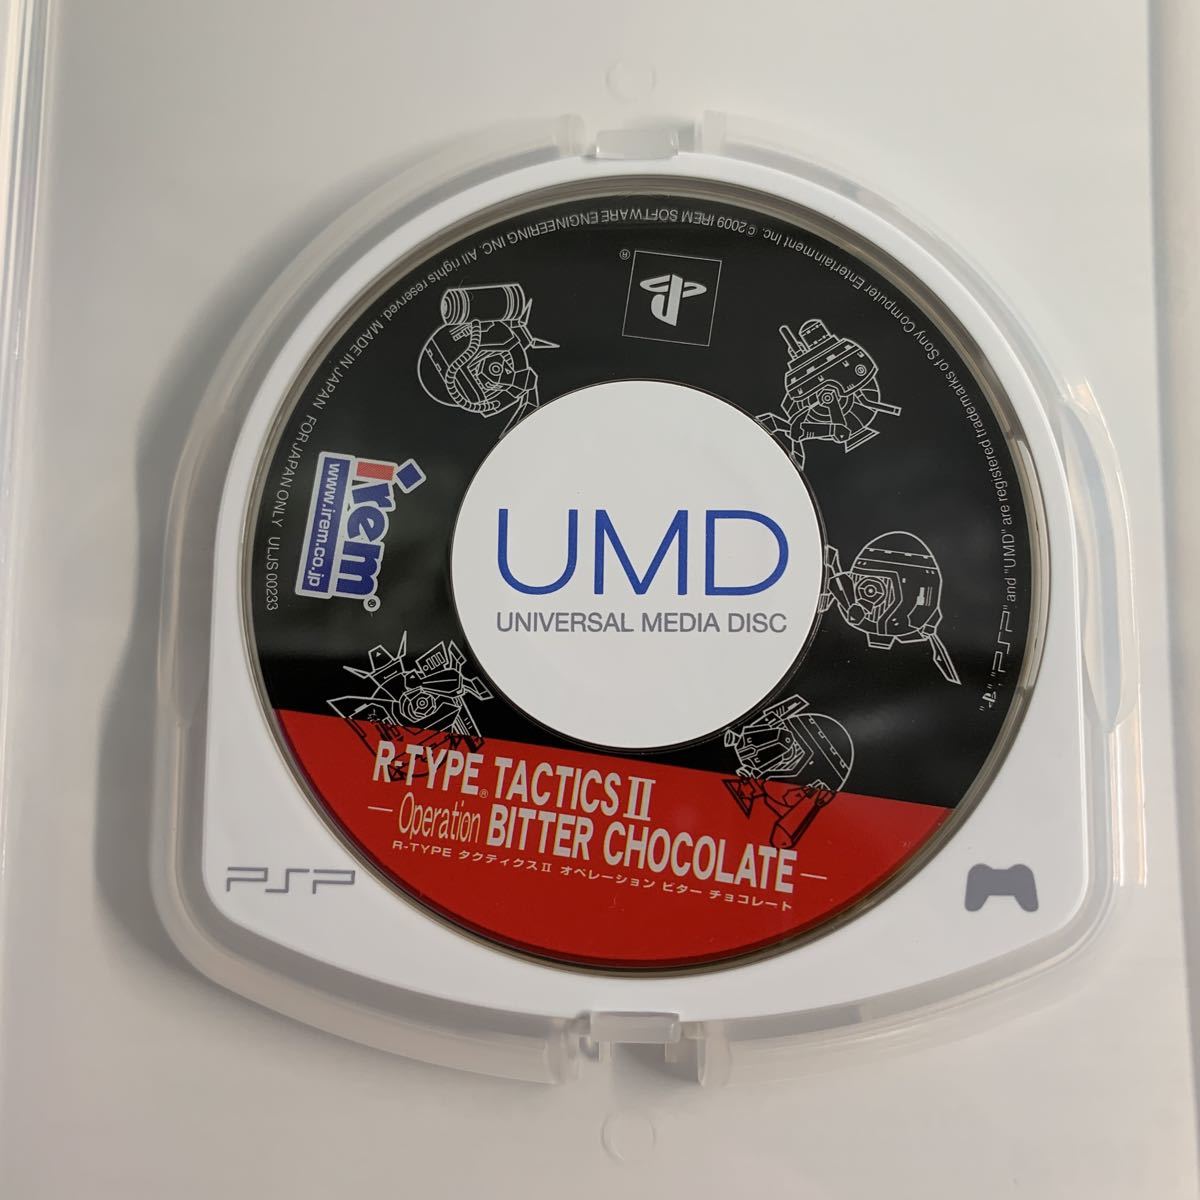 UMD
UNIVERSAL MEDIA DISC
R-TYPE® TACTICS II
— Operation BITTER CHOCOLATE —
R-TYPE タクティクスII オペレーション ビター チョコレート
PSP
irem®
www.irem.co.jp
®
"PS", "PSP" and "UMD" are registered trademarks of Sony Computer Entertainment Inc. ©2009 IREM SOFTWARE ENGINEERING INC. All rights reserved. MADE IN JAPAN FOR JAPAN ONLY ULJS 00233